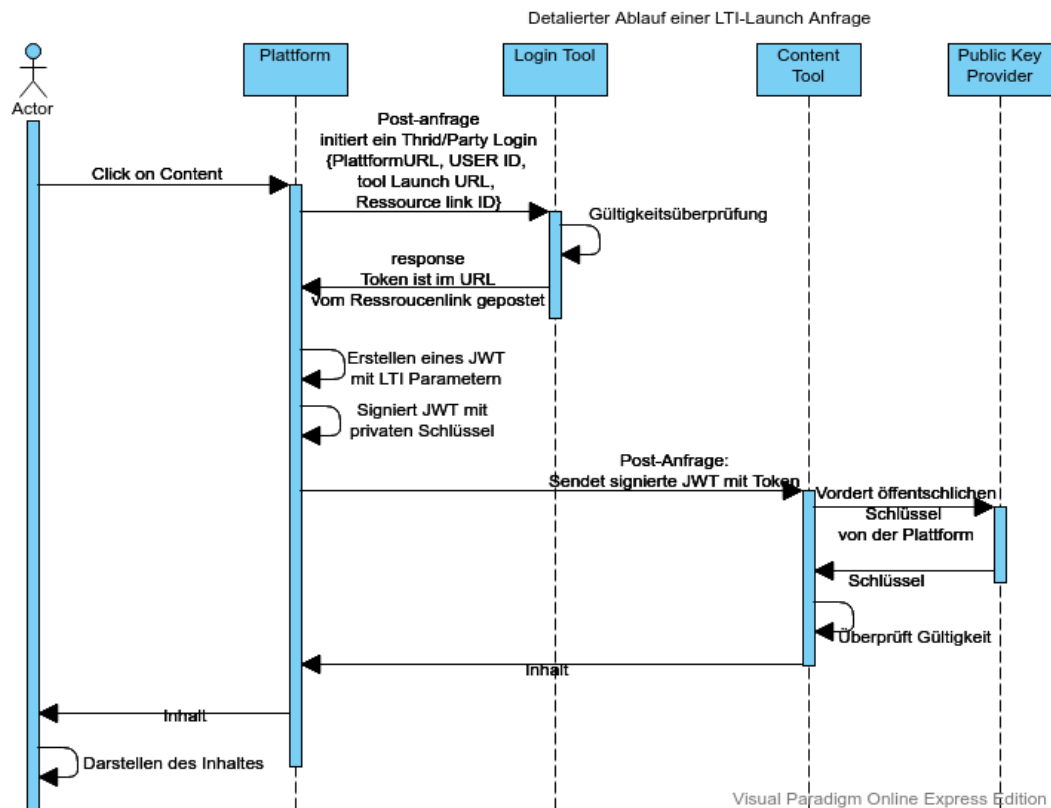 Detalierter Ablauf einer LTI-Launch Anfrage
Plattform
Login Tool
Content
Tool
Public Key
Provider
Actor
Click on Content
Post-anfrage
initiert ein Thrid/Party Login
{PlattformURL, USER ID,
tool Launch URL,
Ressource link ID}
Gültigkeitsüberprüfung
response
Token ist im URL
vom Ressroucenlink gepostet
Erstellen eines JWT
mit LTI Parametern
Signiert JWT mit
privaten Schlüssel
Post-Anfrage:
Sendet signierte JWT mit Token
Vordert öffentschlichen
Schlüssel
von der Plattform
Schlüssel
Überprüft Gültigkeit
Inhalt
Inhalt
Darstellen des Inhaltes
Visual Paradigm Online Express Edition